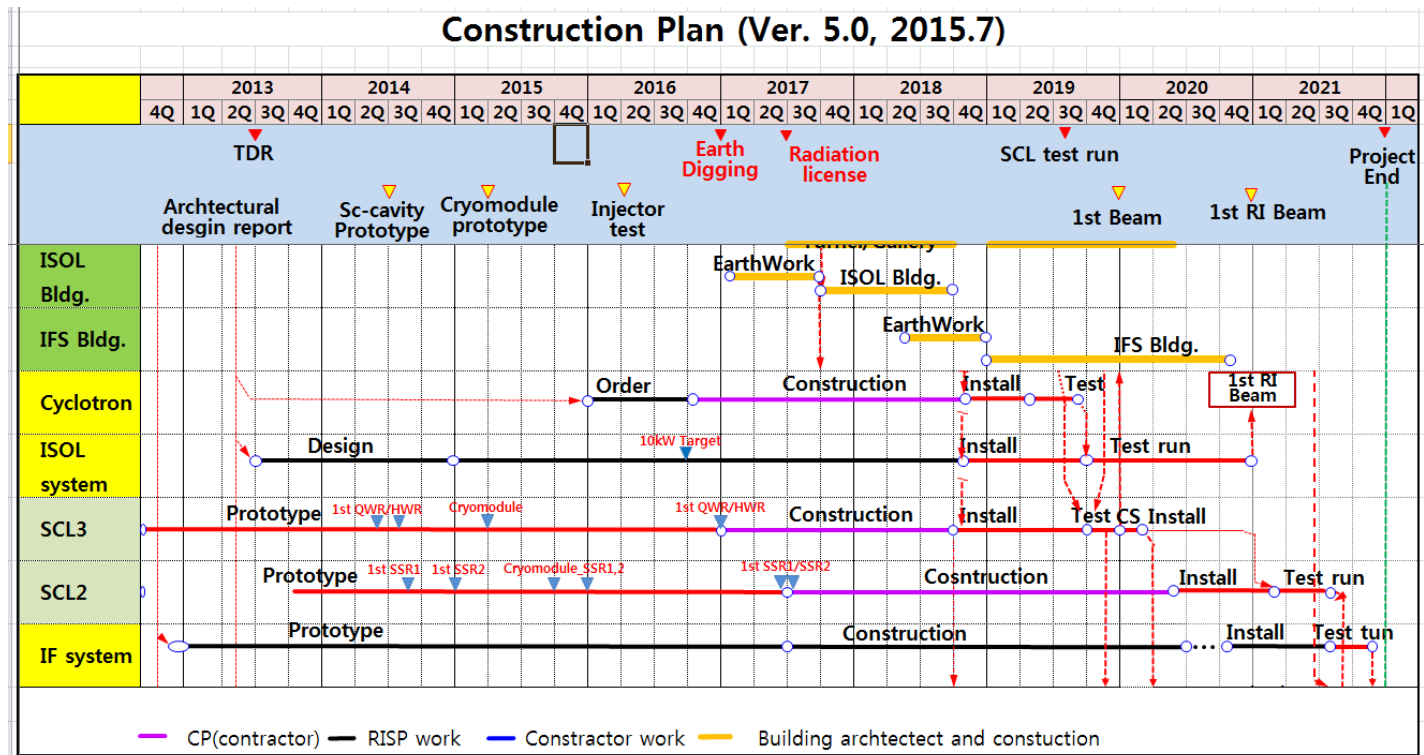 Construction Plan (Ver. 5.0, 2015.7)
2013 2014 2015 2016 2017 2018 2019 2020 2021
4Q 1Q 2Q 3Q 4Q 1Q 2Q 3Q 4Q 1Q 2Q 3Q 4Q 1Q 2Q 3Q 4Q 1Q 2Q 3Q 4Q 1Q 2Q 3Q 4Q 1Q 2Q 3Q 4Q 1Q 2Q 3Q 4Q 1Q 2Q 3Q 4Q 1Q
TDR
Earth
Digging
Radiation
license
SCL test run
Project
End
Archtectural
desgin report
Sc-cavity
Prototype
Cryomodule
prototype
Injector
test
1st Beam
1st RI Beam
Tunnel/Gallery
ISOL
Bldg.
EarthWork
ISOL Bldg.
IFS Bldg.
EarthWork
IFS Bldg.
Cyclotron
Order
Construction
Install
Test
1st RI
Beam
ISOL
system
Design
10kW Target
Install
Test run
SCL3
Prototype
1st QWR/HWR
Cryomodule
1st QWR/HWR
Construction
Install
Test CS Install
SCL2
Prototype
1st SSR1
1st SSR2
Cryomodule_SSR1,2
1st SSR1/SSR2
Cosntruction
Install
Test run
IF system
Prototype
Construction
Install
Test tun
CP(contractor)
RISP work
Constractor work
Building archtectect and constuction